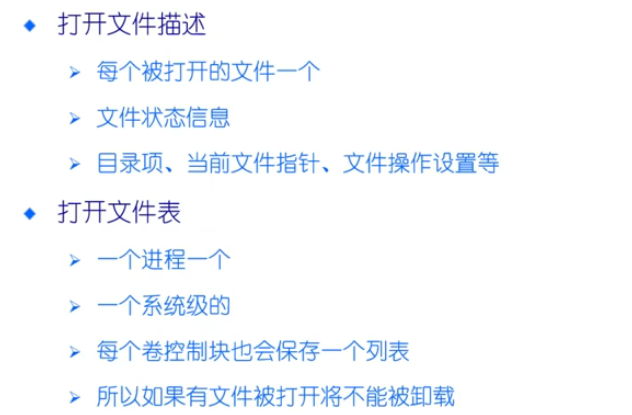 打开文件描述
每个被打开的文件一个
文件状态信息
目录项、当前文件指针、文件操作设置等
打开文件表
一个进程一个
一个系统级的
每个卷控制块也会保存一个列表
所以如果有文件被打开将不能被卸载